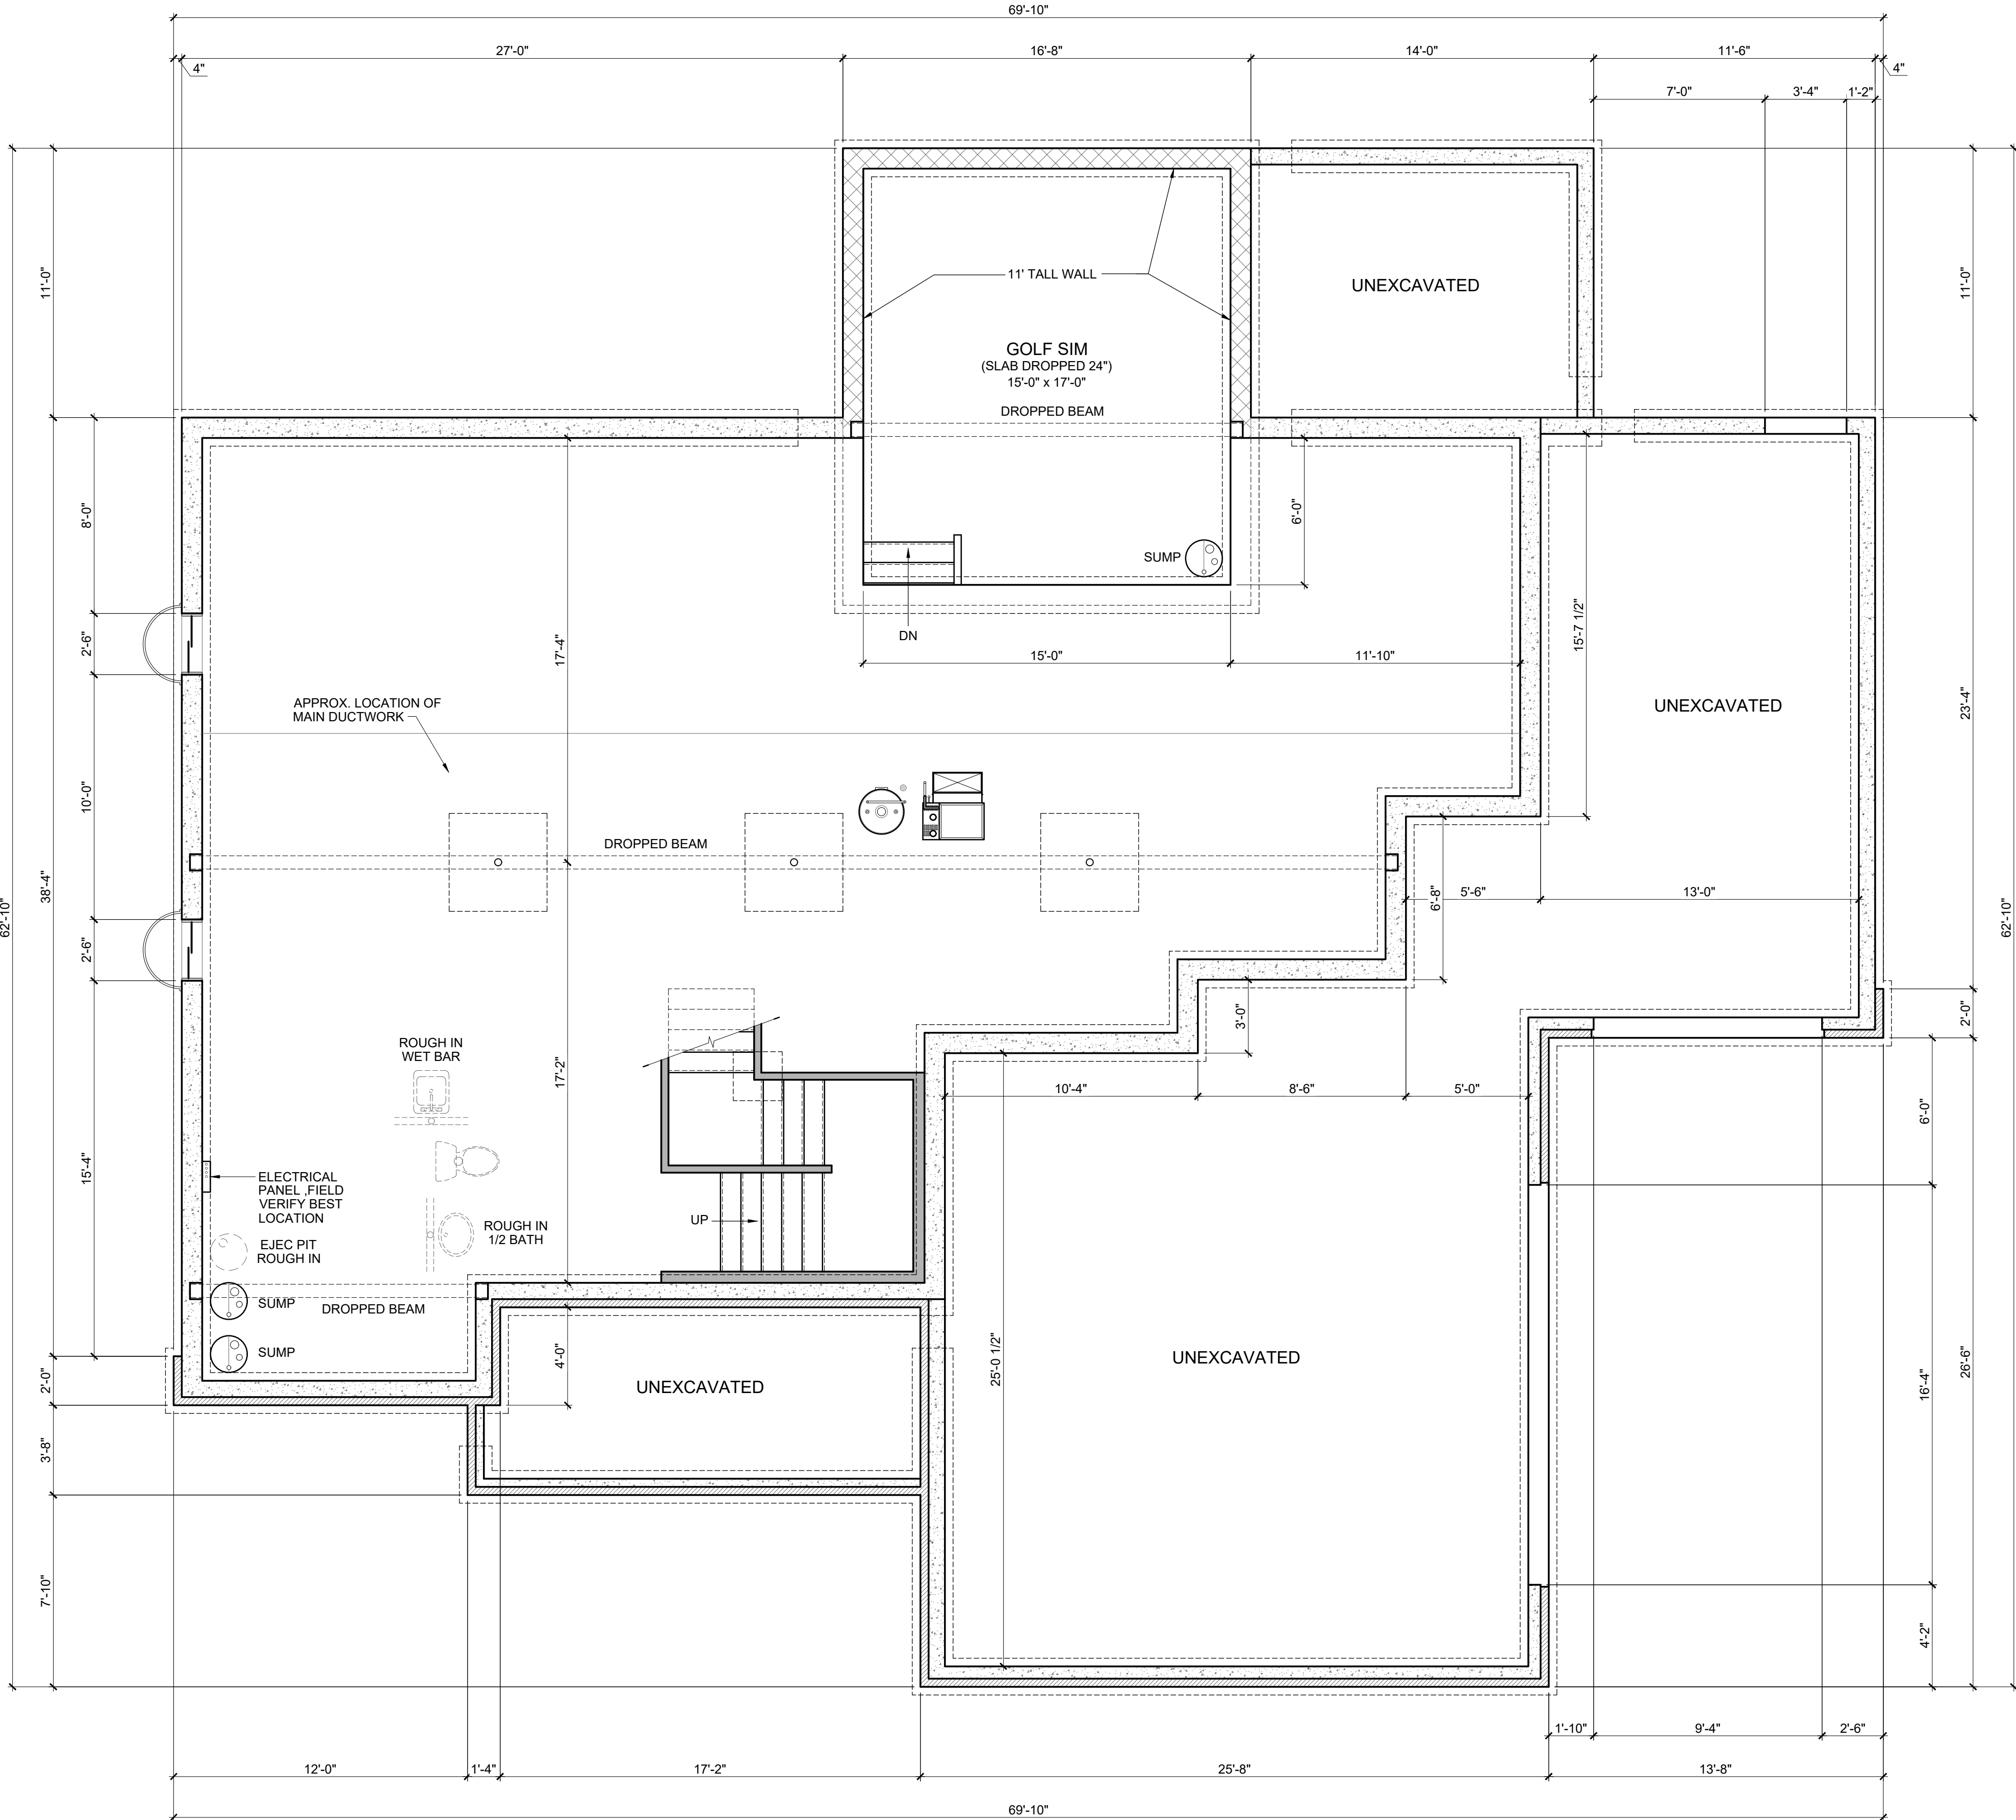 69'-10"
27'-0"
16'-8"
14'-0"
11'-6"
4"
4"
7'-0"
3'-4"
1'-2"
11'-0"
11'-0"
11' TALL WALL
UNEXCAVATED
GOLF SIM
(SLAB DROPPED 24")
15'-0" x 17'-0"
DROPPED BEAM
8'-0"
6'-0"
SUMP
2'-6"
17'-4"
DN
15'-7 1/2"
15'-0"
11'-10"
APPROX. LOCATION OF
MAIN DUCTWORK
UNEXCAVATED
23'-4"
10'-0"
DROPPED BEAM
38'-4"
62'-10"
62'-10"
6'-8"
5'-6"
13'-0"
2'-6"
3'-0"
2'-0"
ROUGH IN
WET BAR
17'-2"
10'-4"
8'-6"
5'-0"
6'-0"
15'-4"
ELECTRICAL
PANEL ,FIELD
VERIFY BEST
LOCATION
UP
ROUGH IN
1/2 BATH
EJEC PIT
ROUGH IN
SUMP
DROPPED BEAM
SUMP
4'-0"
25'-0 1/2"
UNEXCAVATED
UNEXCAVATED
26'-6"
2'-0"
16'-4"
3'-8"
7'-10"
4'-2"
1'-10"
9'-4"
2'-6"
12'-0"
1'-4"
17'-2"
25'-8"
13'-8"
69'-10"